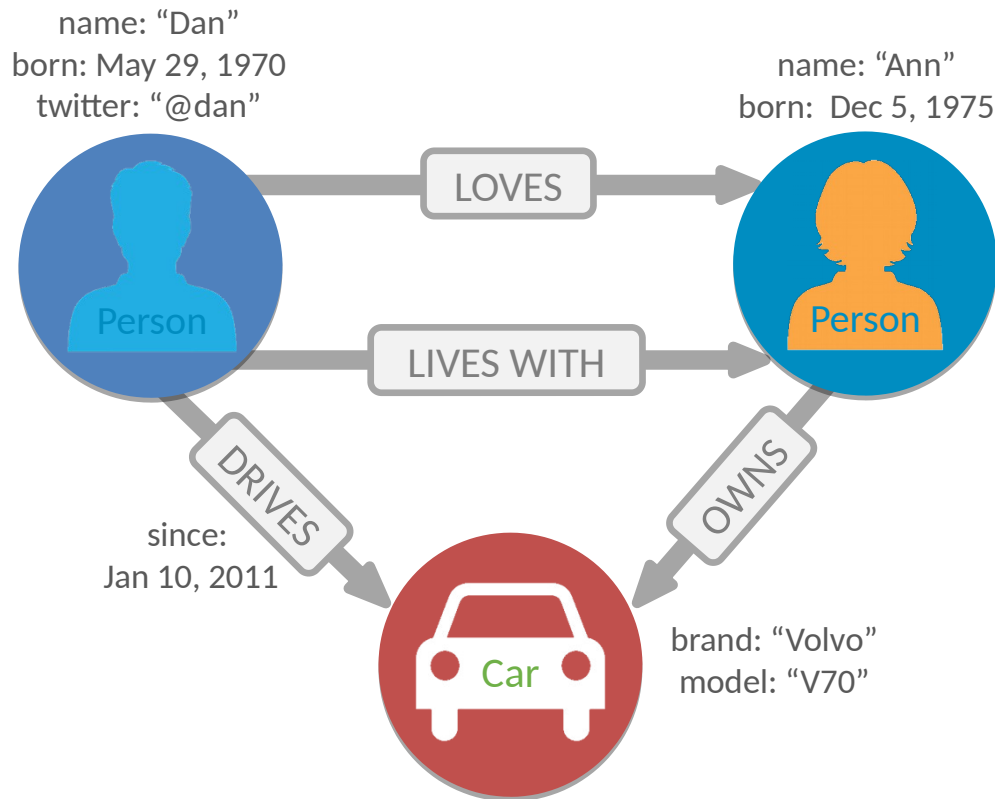 name: “Dan”
born: May 29, 1970
twitter: “@dan”
name: “Ann”
born:  Dec 5, 1975
LOVES
Person
Person
LIVES WITH
DRIVES
OWNS
since:
Jan 10, 2011
Car
brand: “Volvo”
model: “V70”